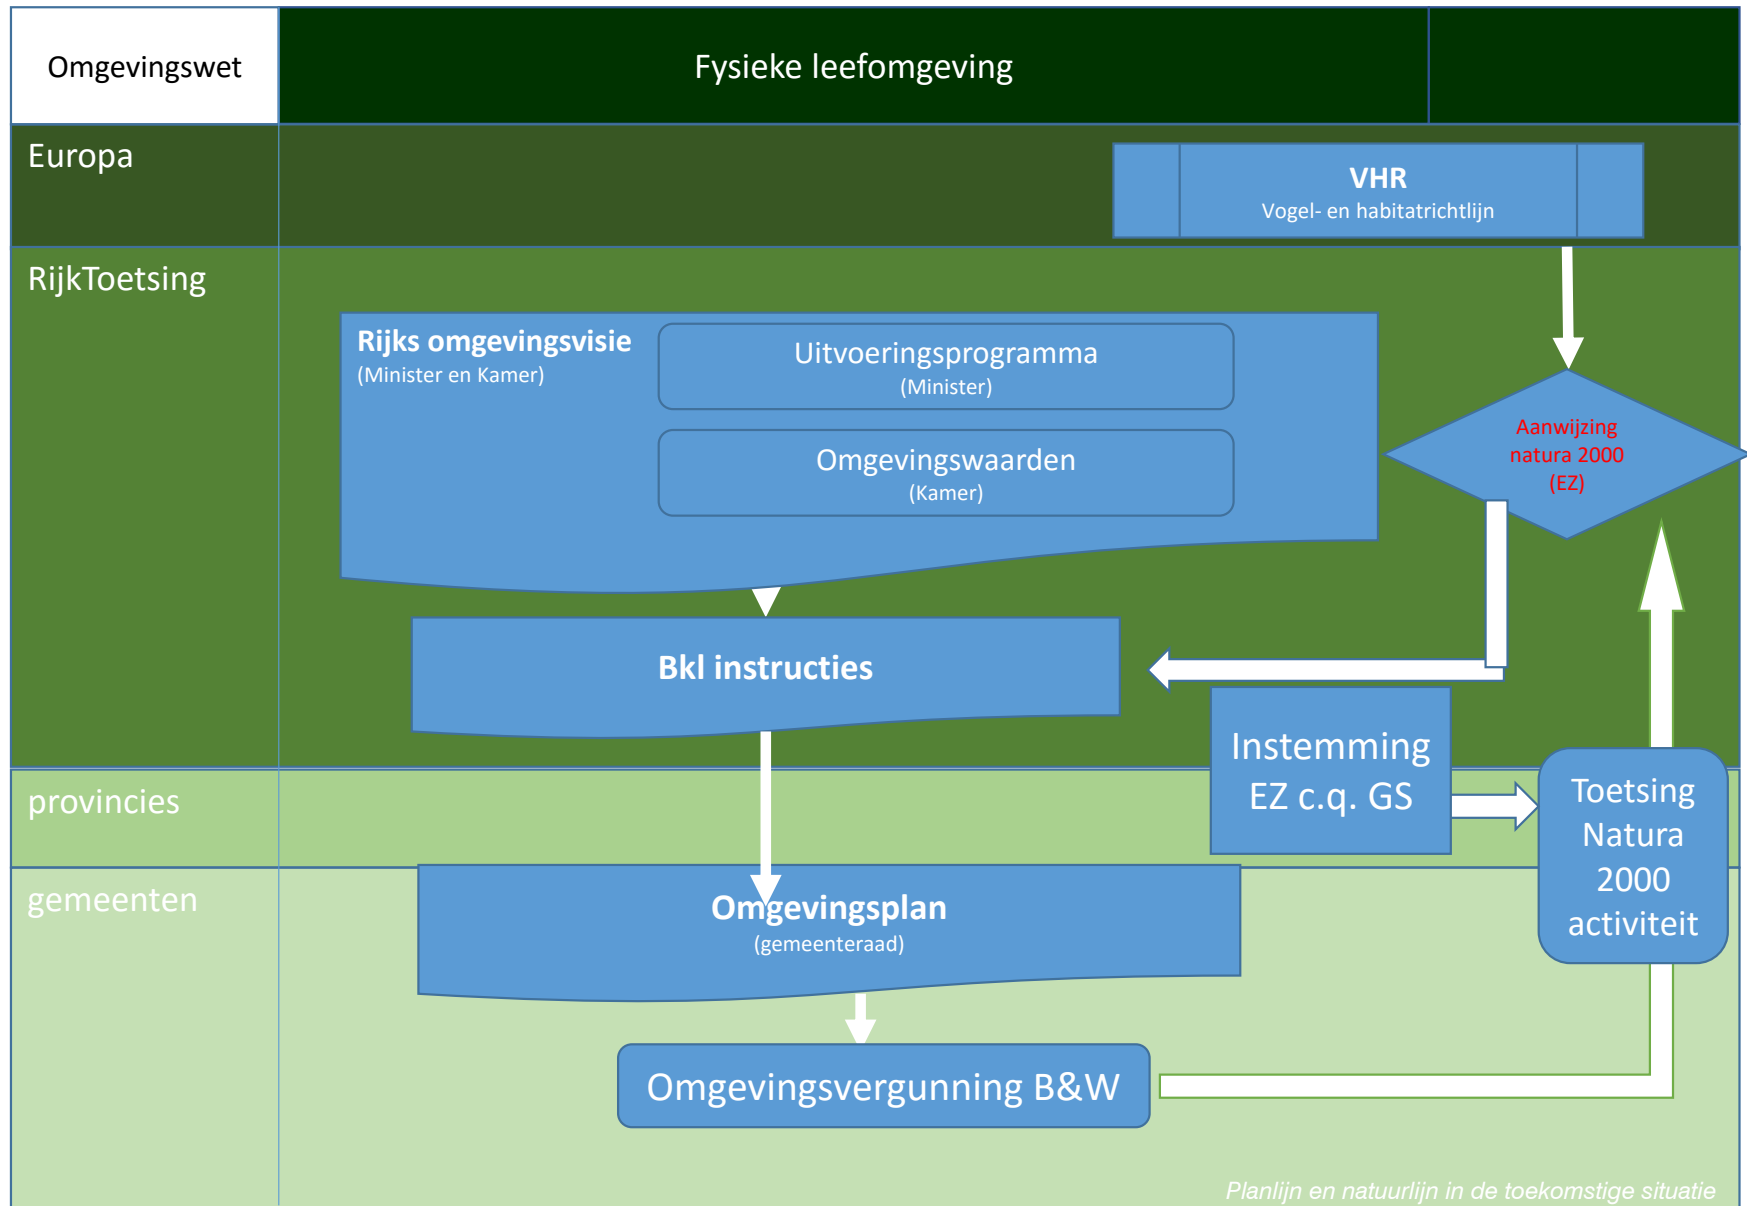 Omgevingswet
Fysieke leefomgeving
Europa
VHR
Vogel- en habitatrichtlijn
RijkToetsing
Rijks omgevingsvisie
(Minister en Kamer)
Uitvoeringsprogramma
(Minister)
Omgevingswaarden
(Kamer)
Aanwijzing
natura 2000
(EZ)
Bkl instructies
Instemming
EZ c.q. GS
provincies
Toetsing
Natura
2000
activiteit
gemeenten
Omgevingsplan
(gemeenteraad)
Omgevingsvergunning B&W
Planlijn en natuurlijn in de toekomstige situatie